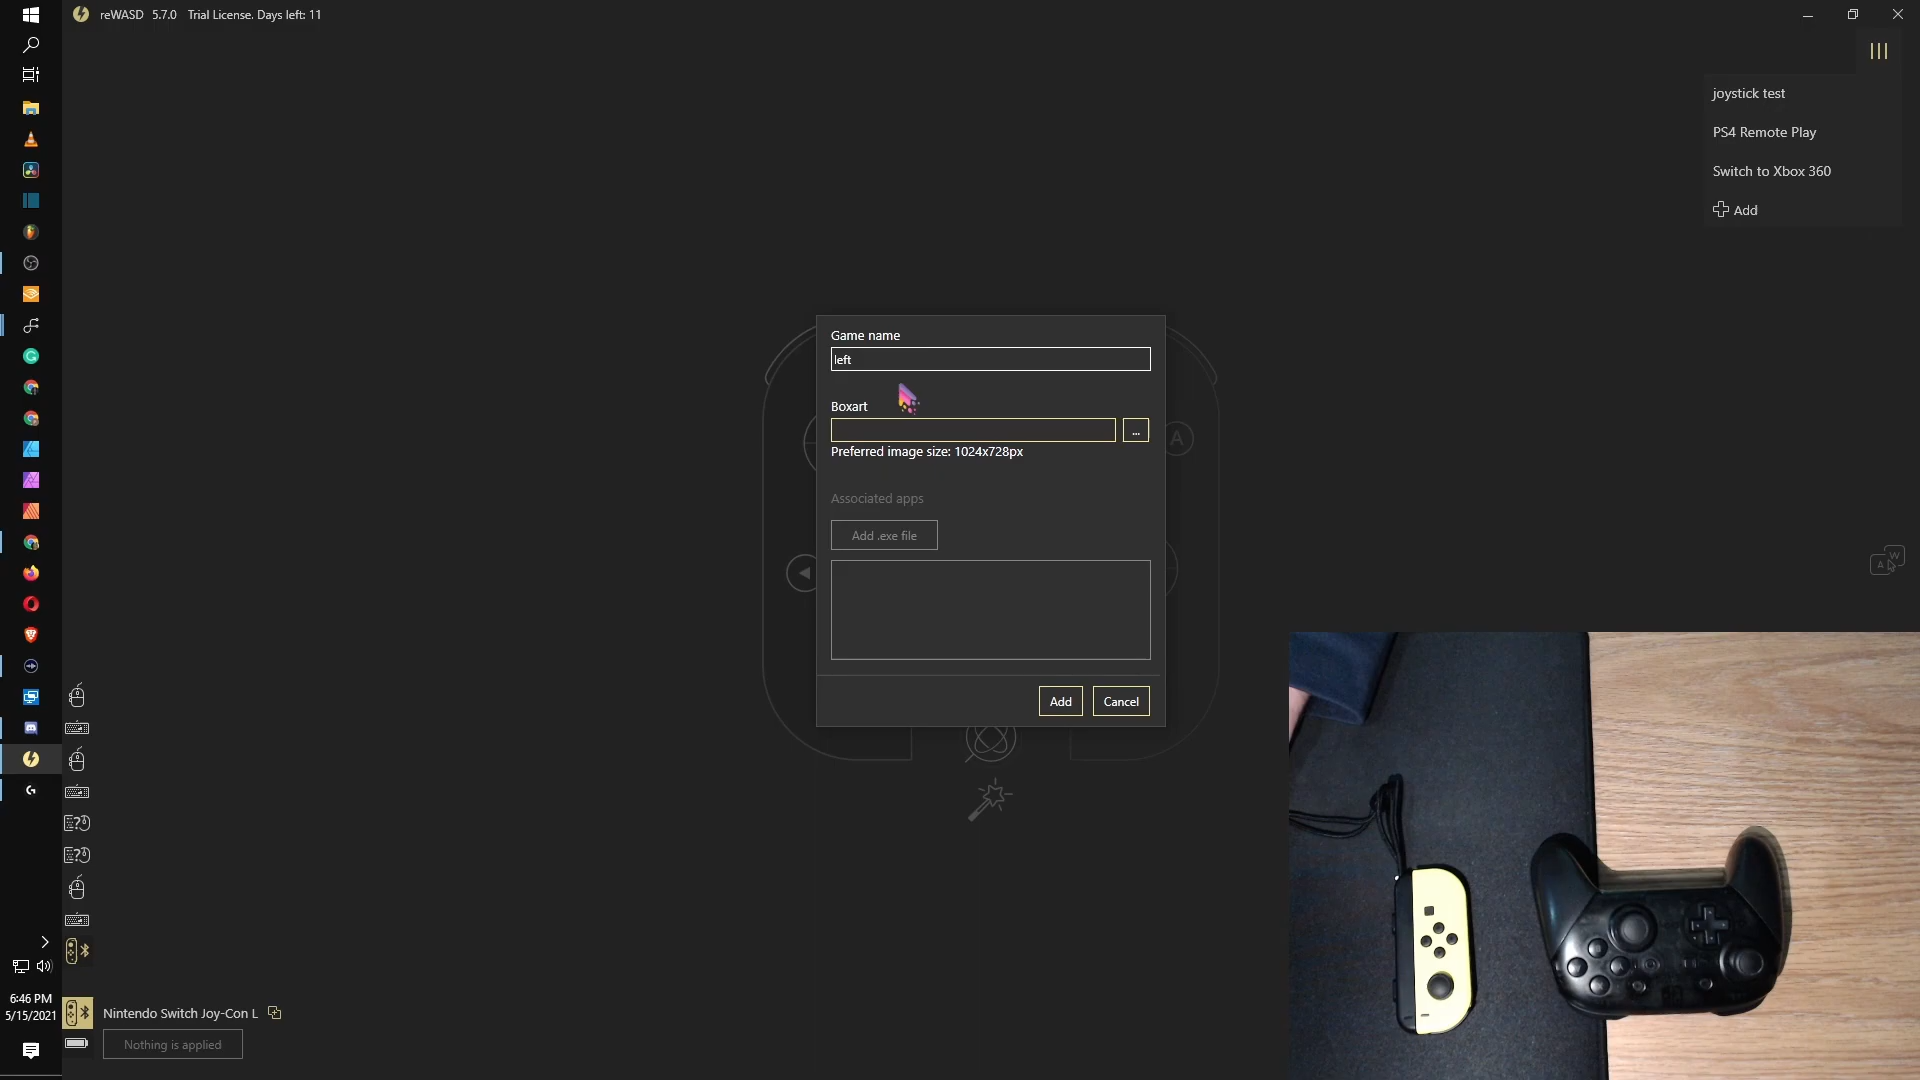 reWASD 5.7.0 Trial License. Days left: 11
joystick test
PS4 Remote Play
Switch to Xbox 360
Add
Game name
left
Boxart
...
Preferred image size: 1024x728px
Associated apps
Add .exe file
Add
Cancel
A
W
A
6:46 PM
5/15/2021
Nintendo Switch Joy-Con L
Nothing is applied